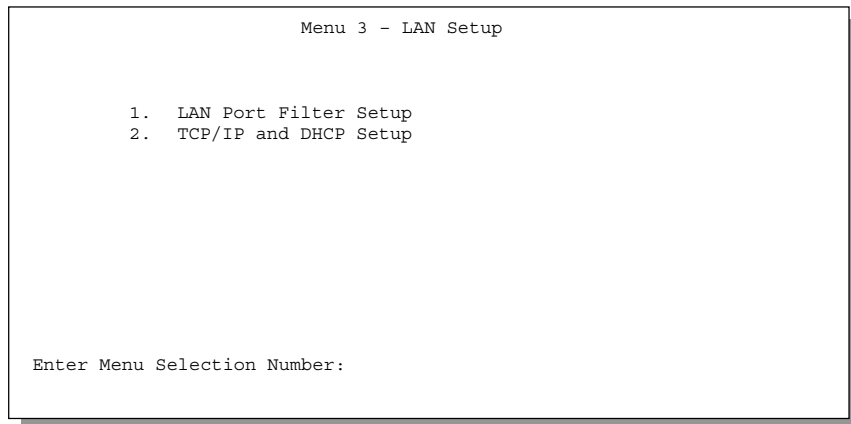 Menu 3 - LAN Setup
1. LAN Port Filter Setup
2. TCP/IP and DHCP Setup
Enter Menu Selection Number: